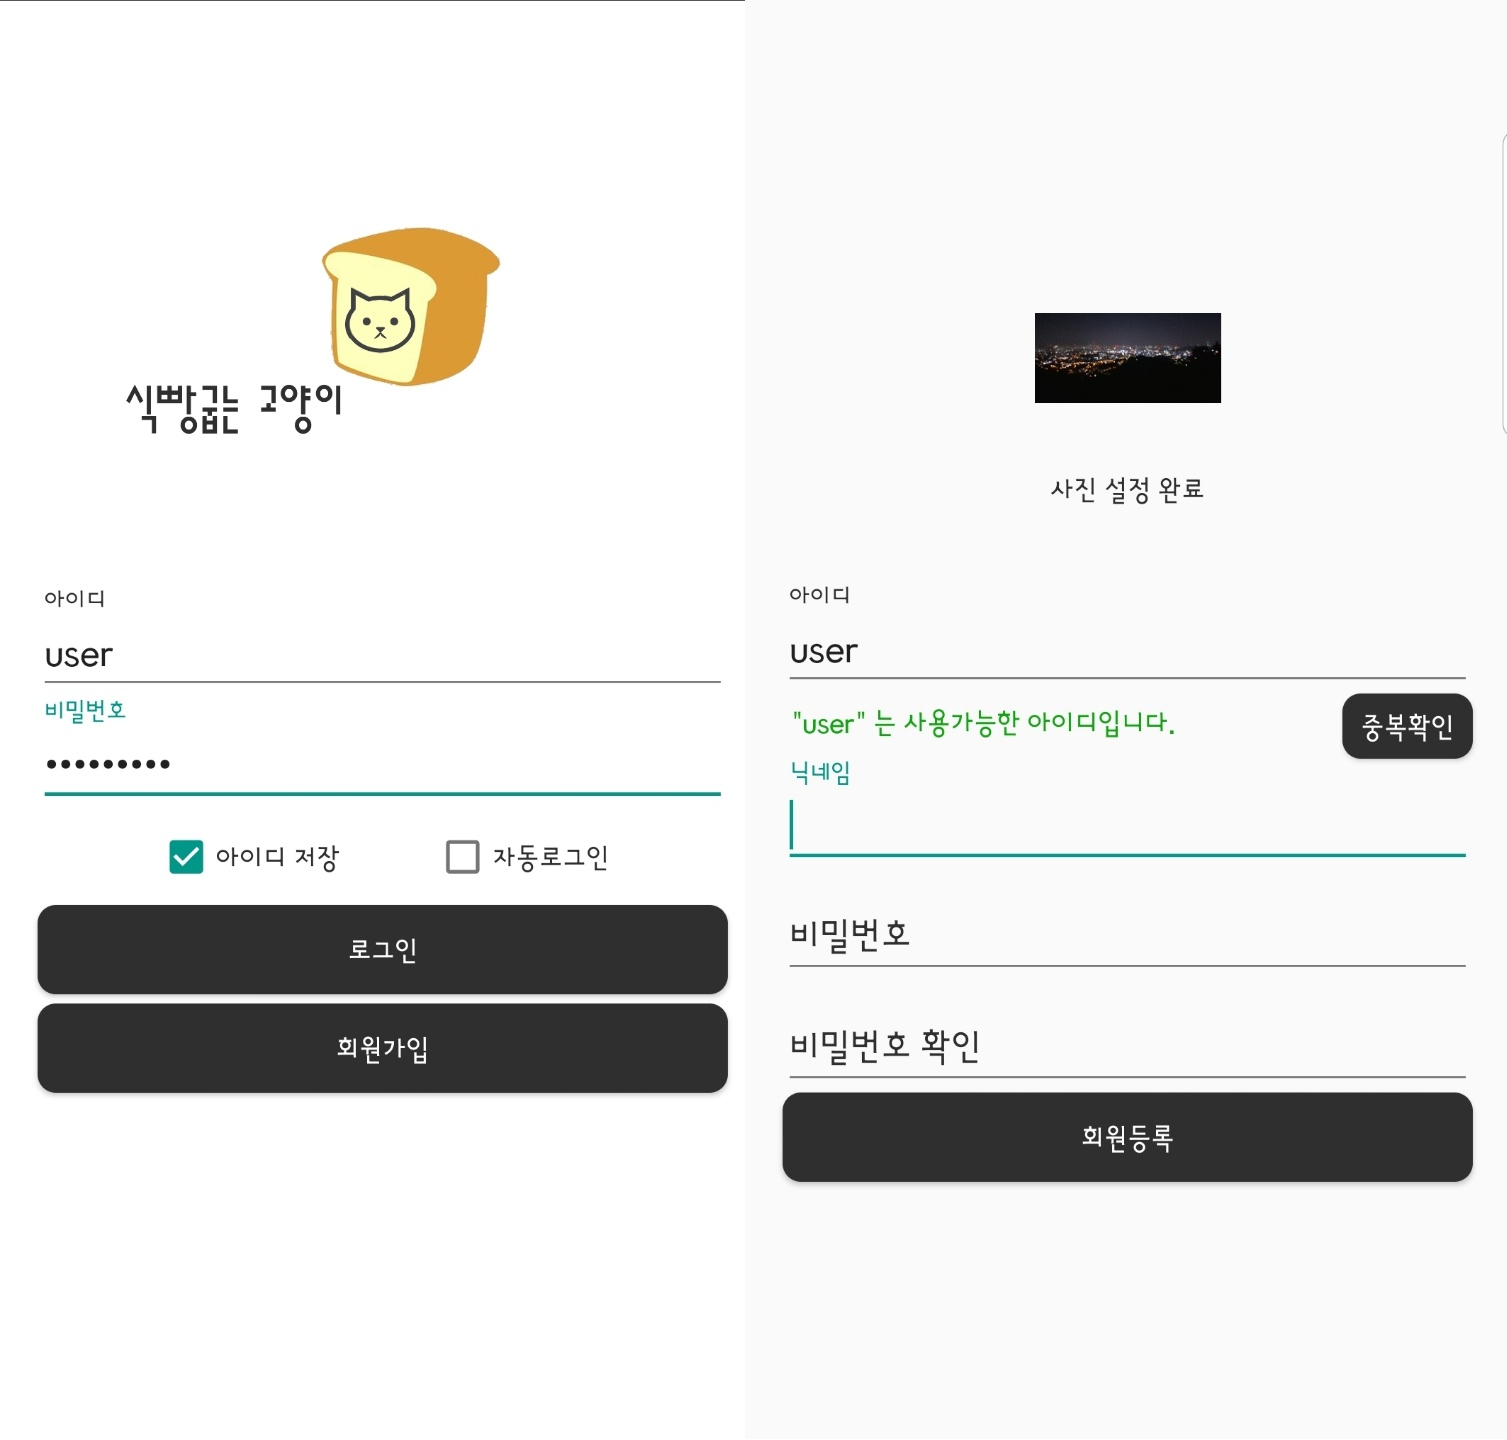 식빵굽는 고양이
아이디
user
비밀번호
•••••••••
아이디 저장
자동로그인
로그인
회원가입
사진 설정 완료
아이디
user
"user" 는 사용가능한 아이디입니다.
중복확인
닉네임
비밀번호
비밀번호 확인
회원등록